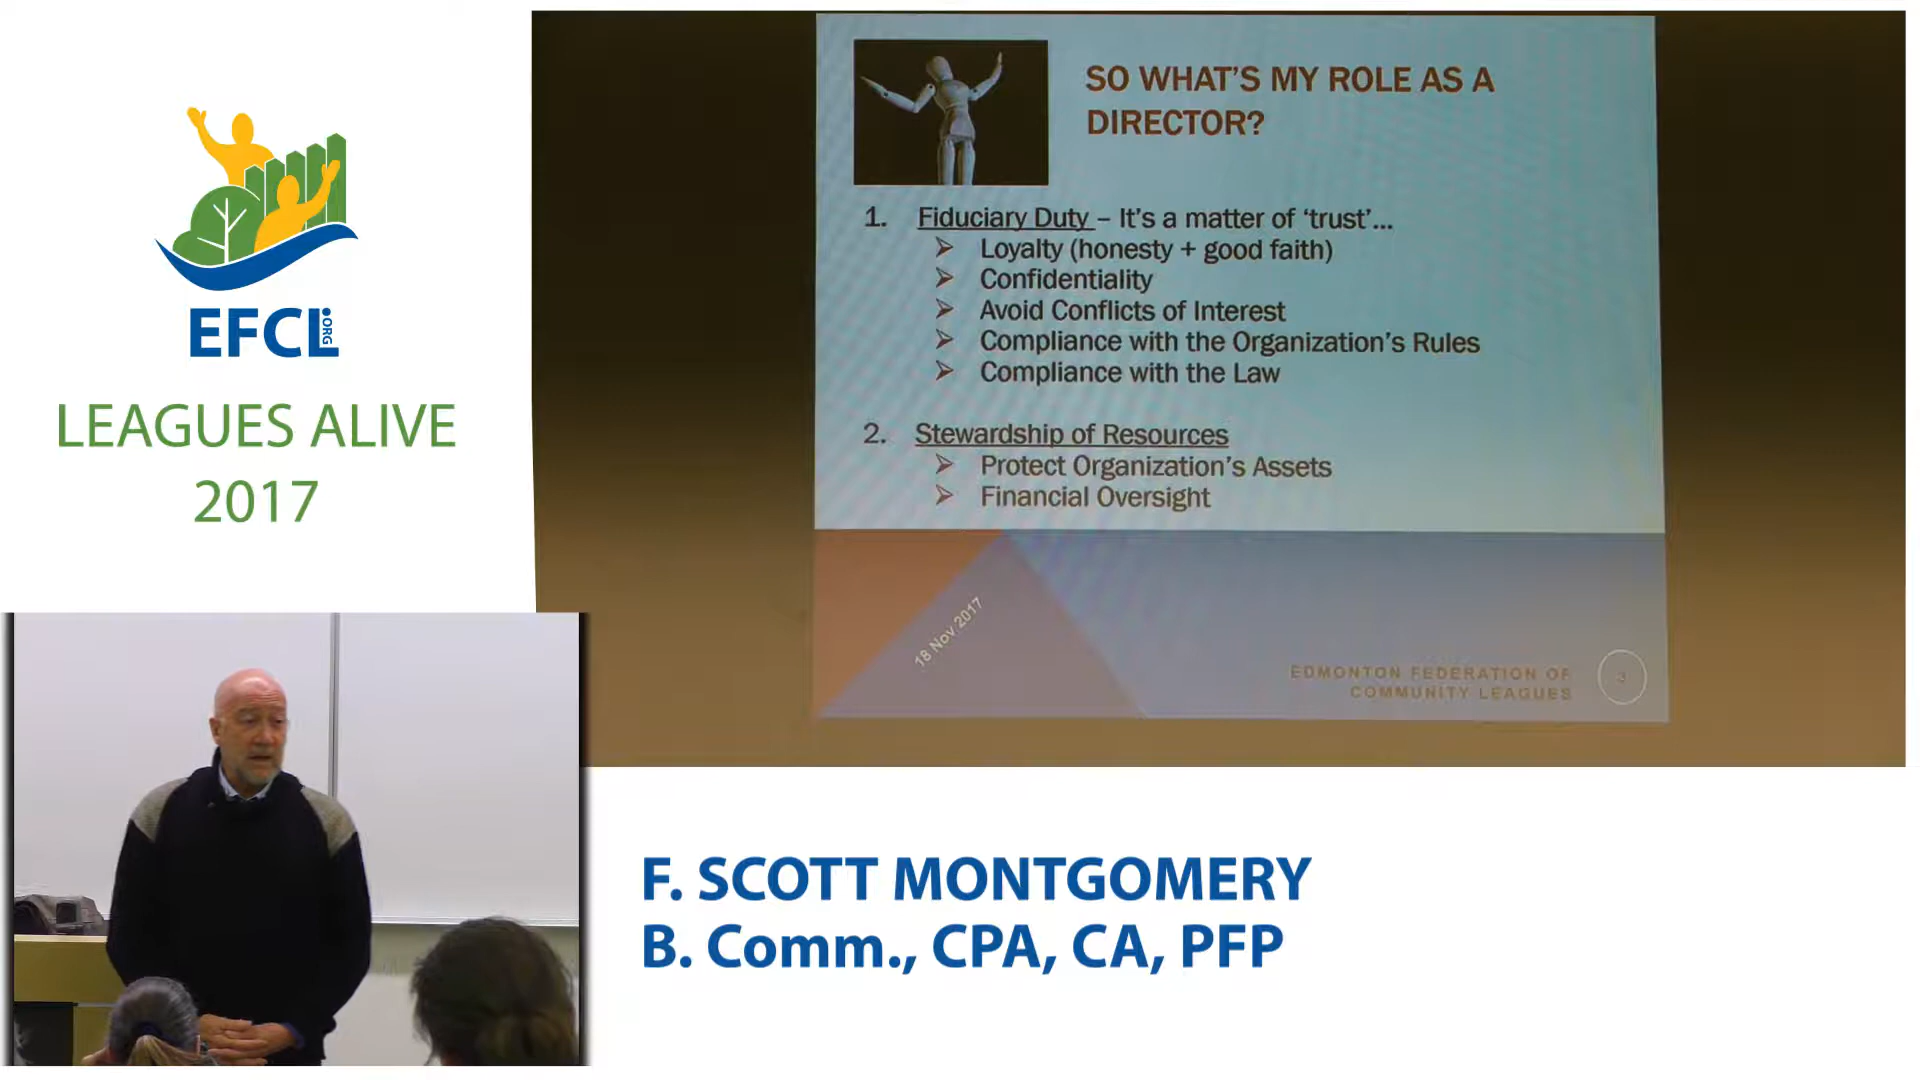 EFCL.ORG
LEAGUES ALIVE
2017
SO WHAT'S MY ROLE AS A
DIRECTOR?
1. Fiduciary Duty – It's a matter of 'trust'...
➢ Loyalty (honesty + good faith)
➢ Confidentiality
➢ Avoid Conflicts of Interest
➢ Compliance with the Organization's Rules
➢ Compliance with the Law
2. Stewardship of Resources
➢ Protect Organization's Assets
➢ Financial Oversight
18 Nov 2017
EDMONTON FEDERATION OF
COMMUNITY LEAGUES
3
F. SCOTT MONTGOMERY
B. Comm., CPA, CA, PFP